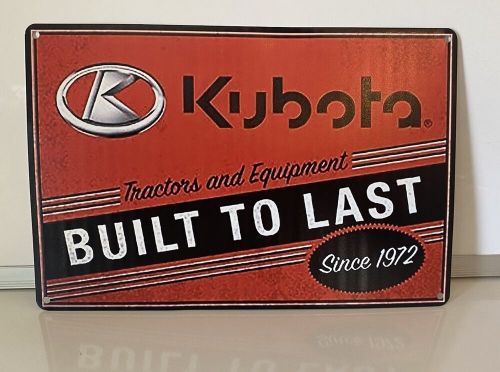 K Kubota®
Tractors and Equipment
BUILT TO LAST
Since 1972